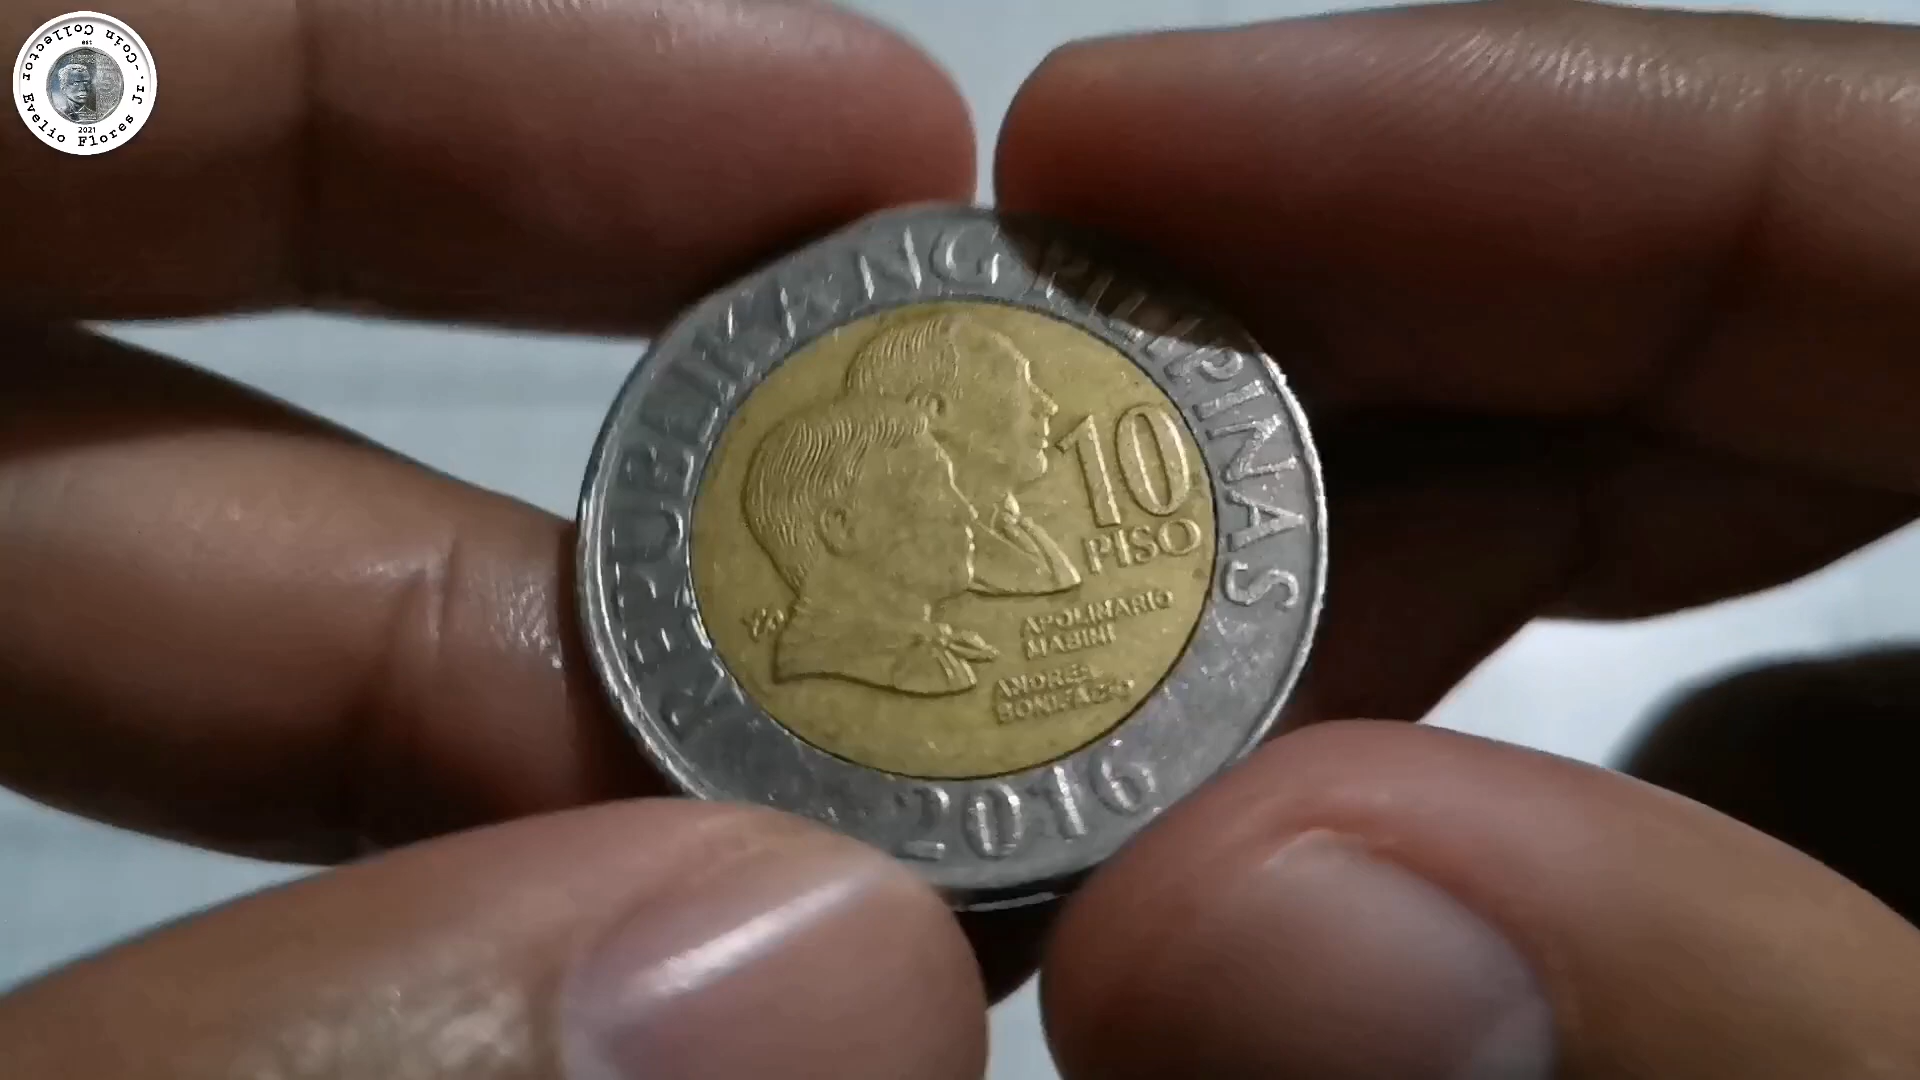 Coin Collector
Evelio Flores Jr.
2021
REPUBLIKA NG PILIPINAS
10
PISO
APOLINARIO
MABINI
ANDRES
BONIFACIO
2016